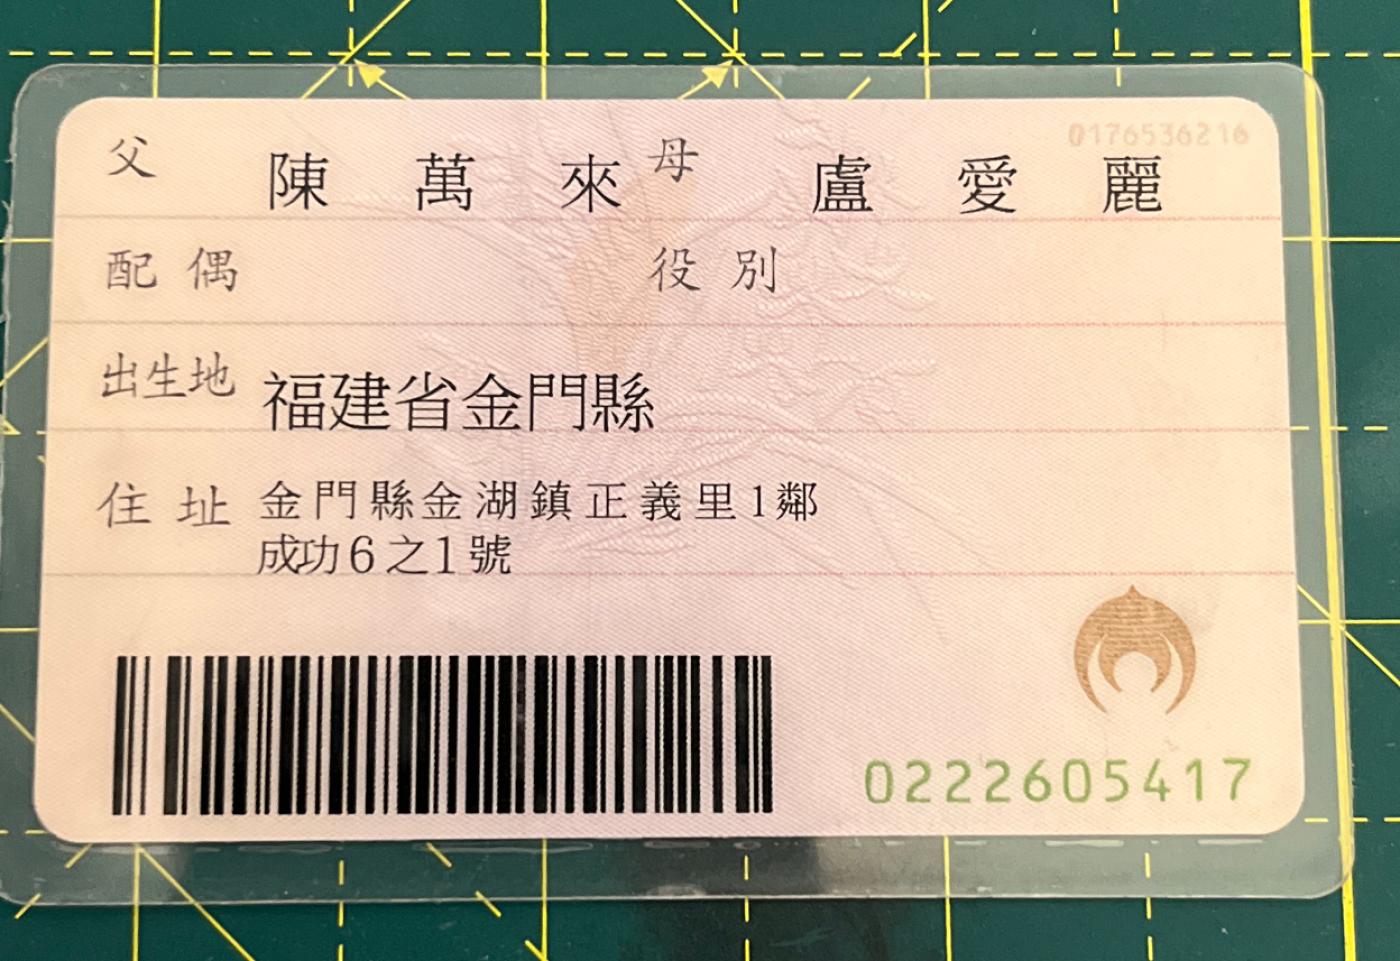 0176536216
父 陳萬來 母 盧愛麗
配偶 役別
出生地 福建省金門縣
住址 金門縣金湖鎮正義里1鄰
成功6之1號
0222605417